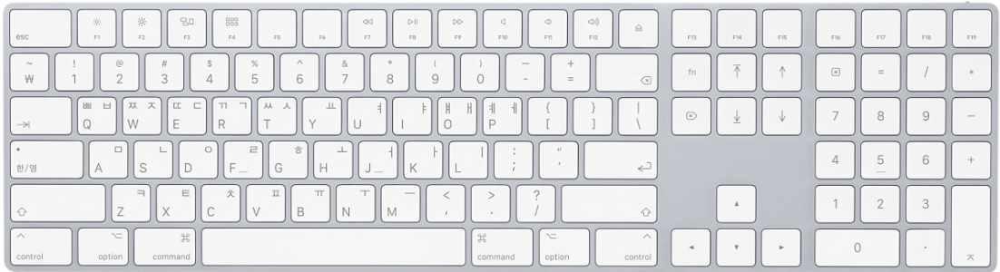 esc F1 F2 F3 F4 F5 F6 F7 F8 F9 F10 F11 F12 F13 F14 F15 F16 F17 F18 F19
~ ! @ # $ % ^ & * ( ) _ +
₩ 1 2 3 4 5 6 7 8 9 0 - = fn = / *
ㅃ ㅂ ㅉ ㅈ ㄸ ㄷ ㄲ ㄱ ㅆ ㅅ ㅛ ㅕ ㅑ ㅒ ㅐ ㅖ ㅔ { } |
Q W E R T Y U I O P [ ] \ 7 8 9 −
ㅁ ㄴ ㅇ ㄹ ㅎ ㅗ ㅓ ㅏ ㅣ : "
한/영 A S D F G H J K L ; ' 4 5 6 +
ㅋ ㅌ ㅊ ㅍ ㅠ ㅜ ㅡ < > ?
Z X C V B N M , . / 1 2 3
control option command command option control 0 .